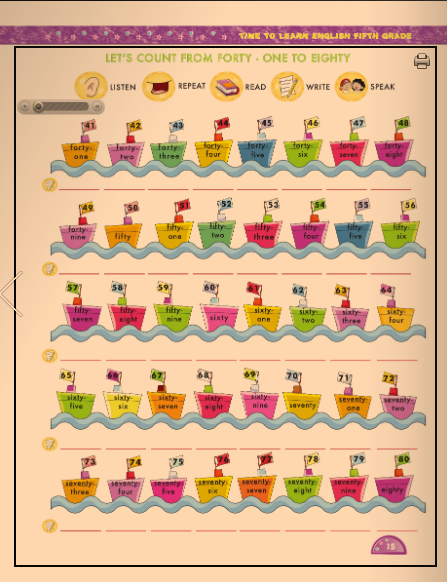 TIME TO LEARN ENGLISH FIFTH GRADE
LET'S COUNT FROM FORTY - ONE TO EIGHTY
LISTEN REPEAT READ WRITE SPEAK
41 42 43 44 45 46 47 48
forty-one forty-two forty-three forty-four forty-five forty-six forty-seven forty-eight
49 50 51 52 53 54 55 56
forty-nine fifty fifty-one fifty-two fifty-three fifty-four fifty-five fifty-six
57 58 59 60 61 62 63 64
fifty-seven fifty-eight fifty-nine sixty sixty-one sixty-two sixty-three sixty-four
65 66 67 68 69 70 71 72
sixty-five sixty-six sixty-seven sixty-eight sixty-nine seventy seventy-one seventy-two
73 74 75 76 77 78 79 80
seventy-three seventy-four seventy-five seventy-six seventy-seven seventy-eight seventy-nine eighty
15